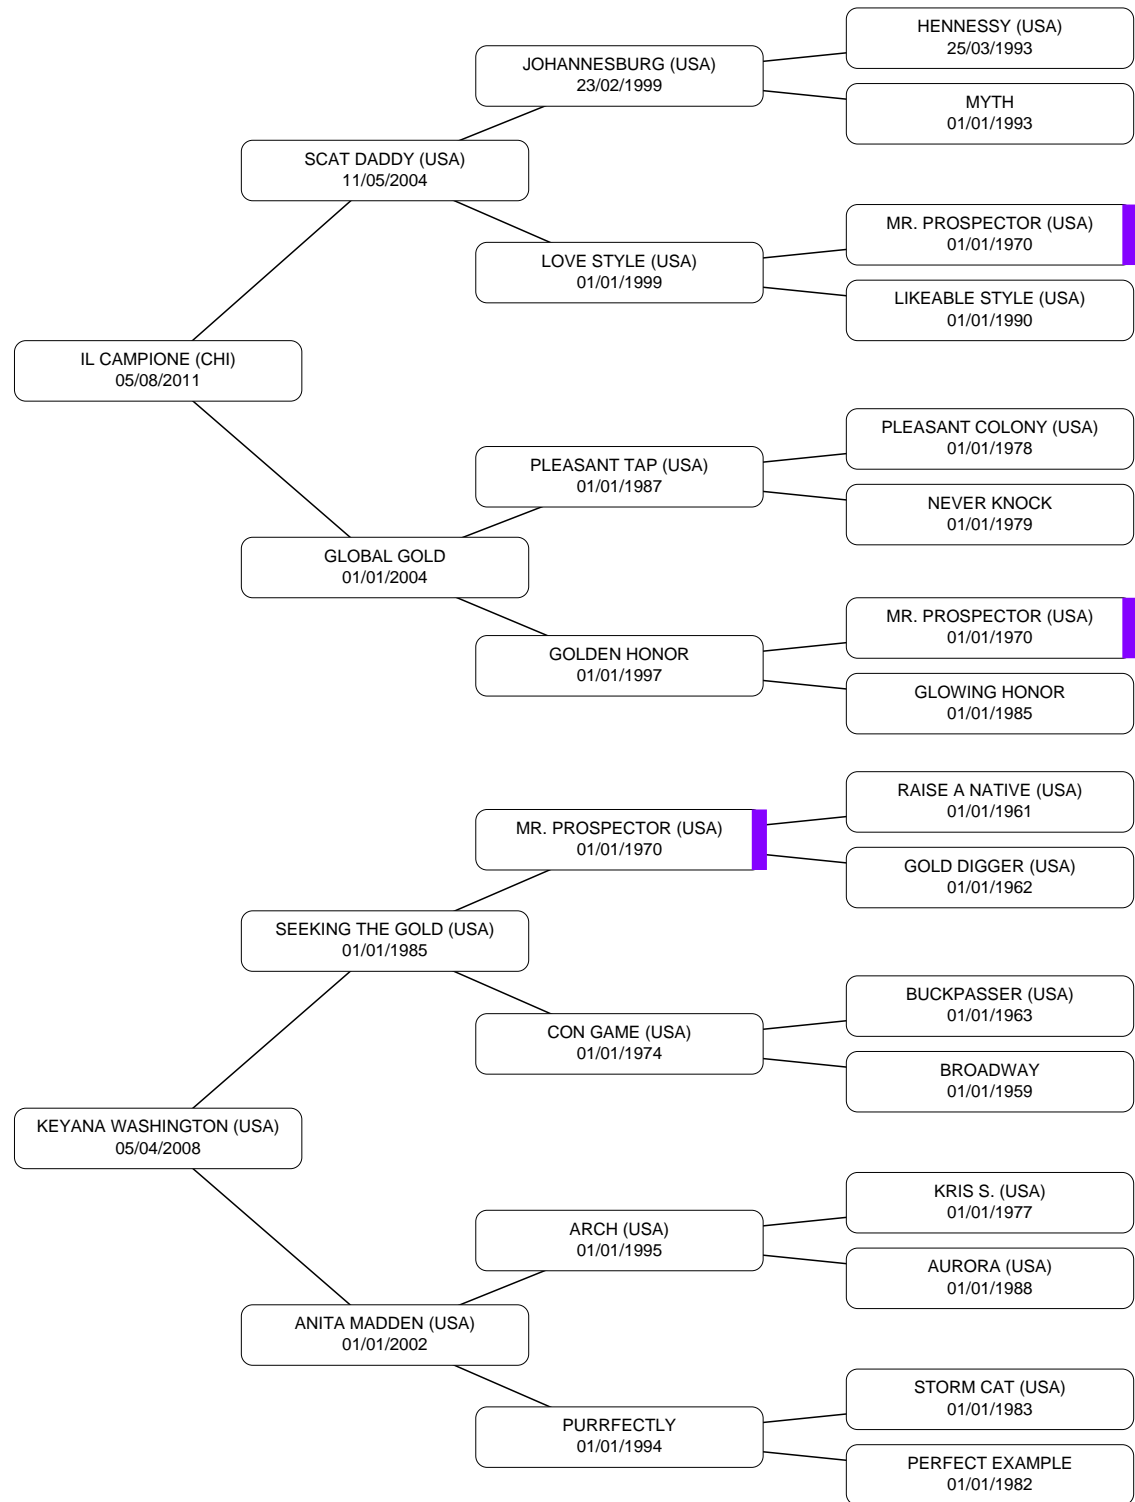 HENNESSY (USA)
25/03/1993
JOHANNESBURG (USA)
23/02/1999
MYTH
01/01/1993
SCAT DADDY (USA)
11/05/2004
MR. PROSPECTOR (USA)
01/01/1970
LOVE STYLE (USA)
01/01/1999
LIKEABLE STYLE (USA)
01/01/1990
IL CAMPIONE (CHI)
05/08/2011
PLEASANT COLONY (USA)
01/01/1978
PLEASANT TAP (USA)
01/01/1987
NEVER KNOCK
01/01/1979
GLOBAL GOLD
01/01/2004
MR. PROSPECTOR (USA)
01/01/1970
GOLDEN HONOR
01/01/1997
GLOWING HONOR
01/01/1985
RAISE A NATIVE (USA)
01/01/1961
MR. PROSPECTOR (USA)
01/01/1970
GOLD DIGGER (USA)
01/01/1962
SEEKING THE GOLD (USA)
01/01/1985
BUCKPASSER (USA)
01/01/1963
CON GAME (USA)
01/01/1974
BROADWAY
01/01/1959
KEYANA WASHINGTON (USA)
05/04/2008
KRIS S. (USA)
01/01/1977
ARCH (USA)
01/01/1995
AURORA (USA)
01/01/1988
ANITA MADDEN (USA)
01/01/2002
STORM CAT (USA)
01/01/1983
PURRFECTLY
01/01/1994
PERFECT EXAMPLE
01/01/1982